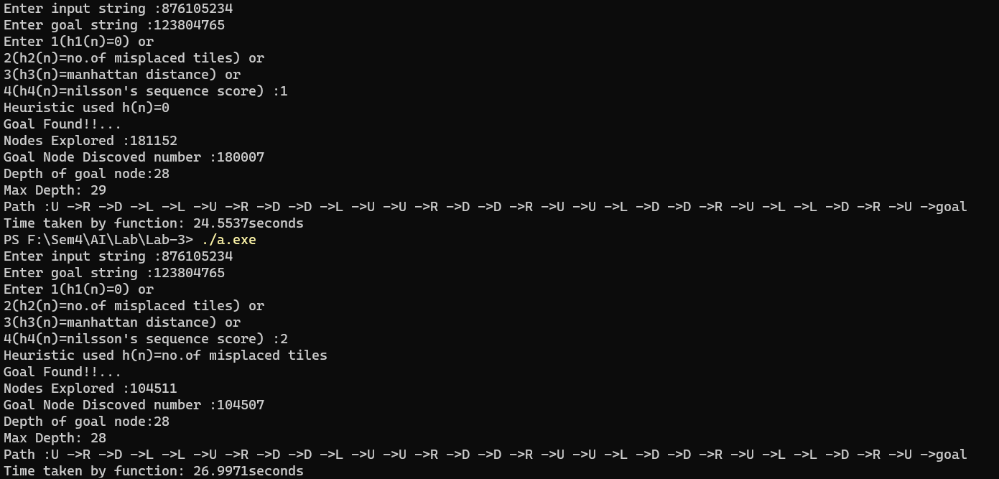 Enter input string :876105234
Enter goal string :123804765
Enter 1(h1(n)=0) or
2(h2(n)=no.of misplaced tiles) or
3(h3(n)=manhattan distance) or
4(h4(n)=nilsson's sequence score) :1
Heuristic used h(n)=0
Goal Found!!...
Nodes Explored :181152
Goal Node Discoved number :180007
Depth of goal node:28
Max Depth: 29
Path :U ->R ->D ->L ->L ->U ->R ->D ->D ->L ->U ->U ->R ->D ->D ->R ->U ->U ->L ->D ->D ->R ->U ->L ->L ->D ->R ->U ->goal
Time taken by function: 24.5537seconds
PS F:\Sem4\AI\Lab\Lab-3> ./a.exe
Enter input string :876105234
Enter goal string :123804765
Enter 1(h1(n)=0) or
2(h2(n)=no.of misplaced tiles) or
3(h3(n)=manhattan distance) or
4(h4(n)=nilsson's sequence score) :2
Heuristic used h(n)=no.of misplaced tiles
Goal Found!!...
Nodes Explored :104511
Goal Node Discoved number :104507
Depth of goal node:28
Max Depth: 28
Path :U ->R ->D ->L ->L ->U ->R ->D ->D ->L ->U ->U ->R ->D ->D ->R ->U ->U ->L ->D ->D ->R ->U ->L ->L ->D ->R ->U ->goal
Time taken by function: 26.9971seconds